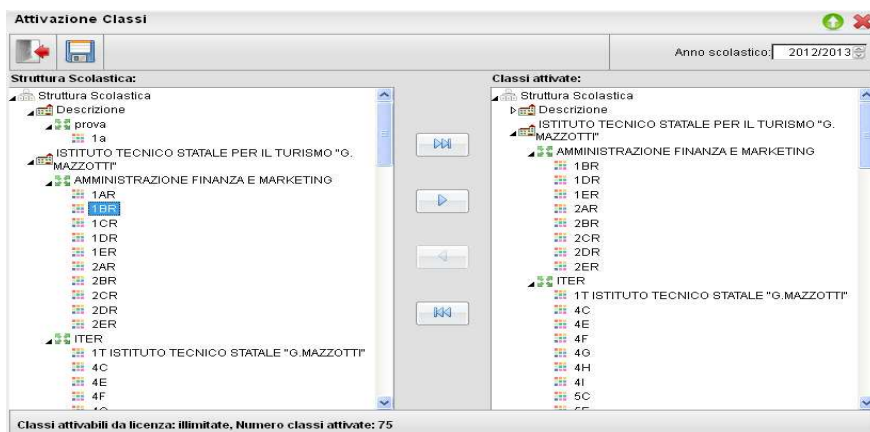 Attivazione Classi
Anno scolastico: 2012/2013
Struttura Scolastica:
Struttura Scolastica
Descrizione
prova
1a
ISTITUTO TECNICO STATALE PER IL TURISMO "G.
MAZZOTTI"
AMMINISTRAZIONE FINANZA E MARKETING
1AR
1BR
1CR
1DR
1ER
2AR
2BR
2CR
2DR
2ER
ITER
1T ISTITUTO TECNICO STATALE "G.MAZZOTTI"
4C
4E
4F
Classi attivate:
Struttura Scolastica
Descrizione
ISTITUTO TECNICO STATALE PER IL TURISMO "G.
MAZZOTTI"
AMMINISTRAZIONE FINANZA E MARKETING
1BR
1DR
1ER
2AR
2BR
2CR
2DR
2ER
ITER
1T ISTITUTO TECNICO STATALE "G.MAZZOTTI"
4C
4E
4F
4G
4H
4I
5C
Classi attivabili da licenza: illimitate, Numero classi attivate: 75